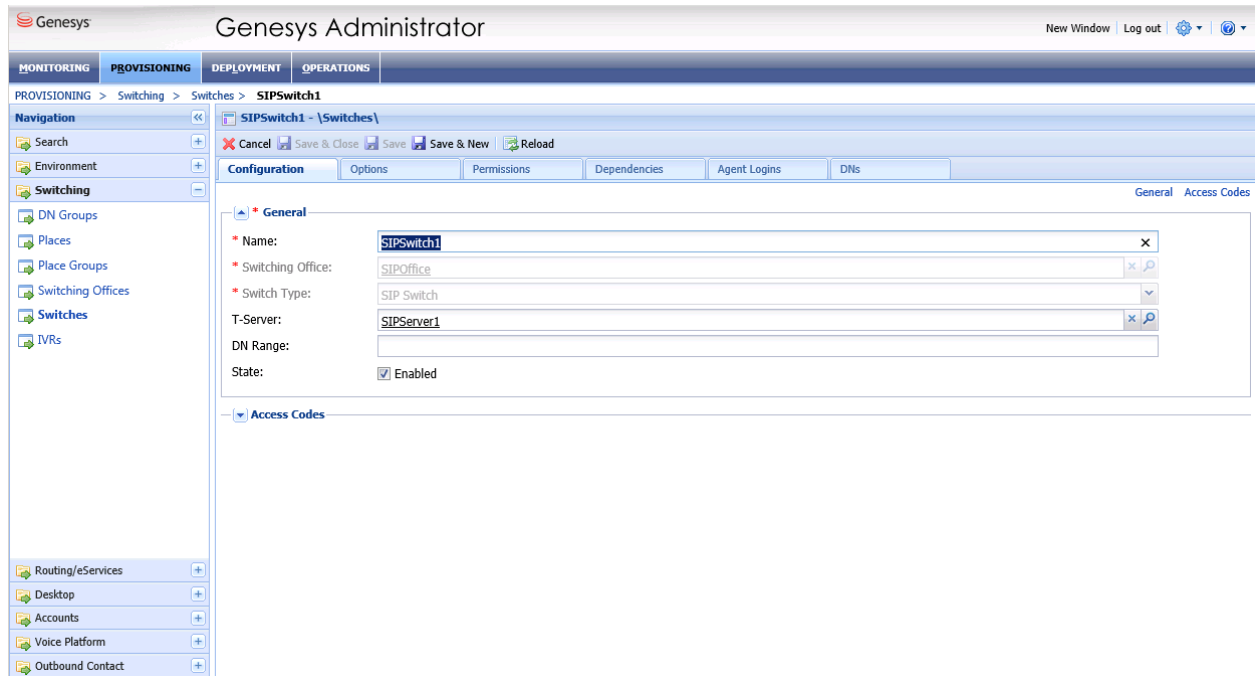 Genesys
Genesys Administrator
New Window Log out
MONITORING PROVISIONING DEPLOYMENT OPERATIONS
PROVISIONING > Switching > Switches > SIPSwitch1
Navigation
Search
Environment
Switching
DN Groups
Places
Place Groups
Switching Offices
Switches
IVRs
Routing/eServices
Desktop
Accounts
Voice Platform
Outbound Contact
SIPSwitch1 - \Switches\
Cancel Save & Close Save Save & New Reload
Configuration Options Permissions Dependencies Agent Logins DNs
General Access Codes
* General
* Name: SIPSwitch1
* Switching Office: SIPOffice
* Switch Type: SIP Switch
T-Server: SIPServer1
DN Range:
State: Enabled
Access Codes